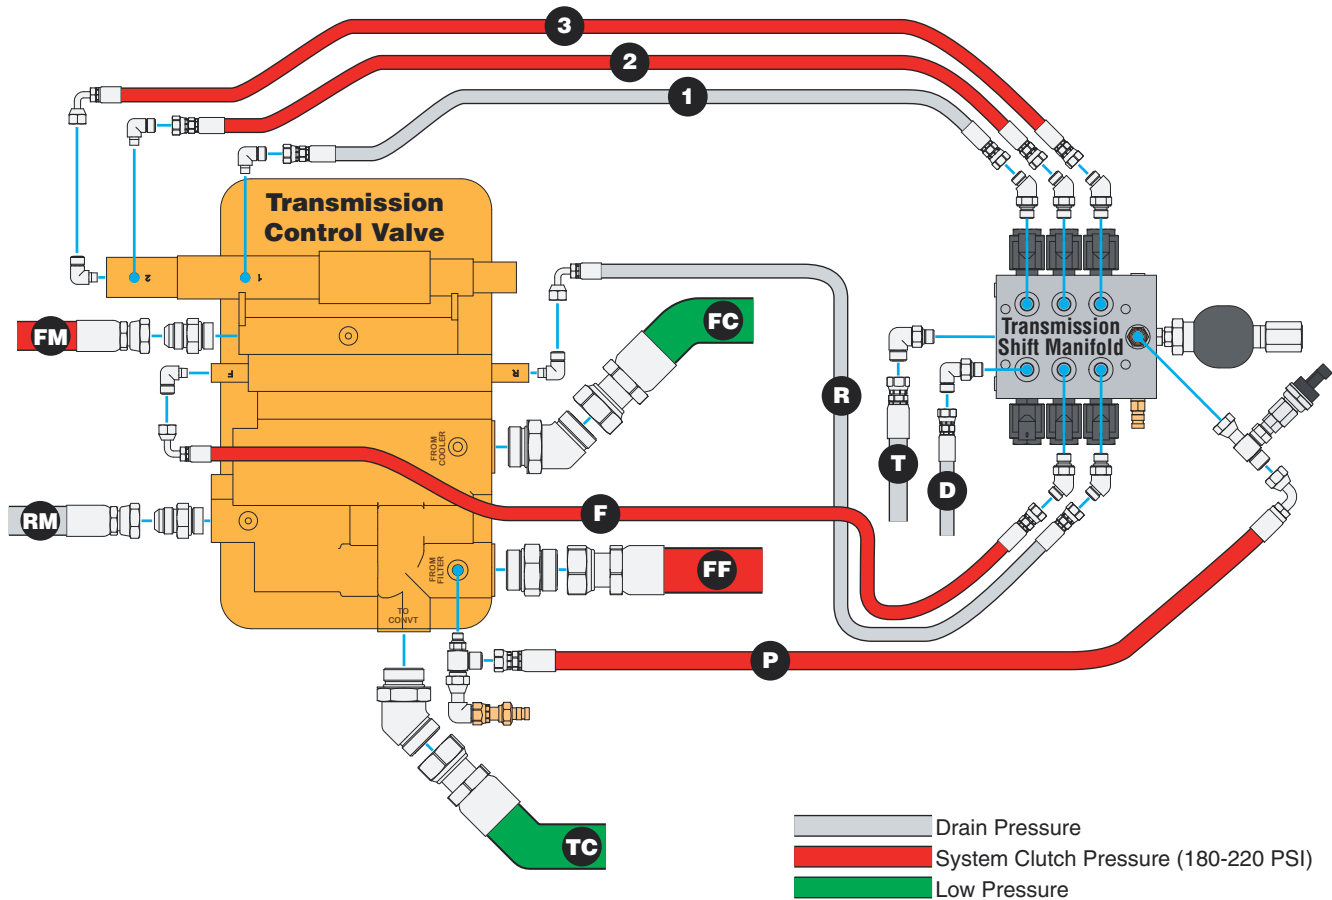 3
2
1
Transmission
Control Valve
2
1
FM
FC
F
R
Transmission
Shift Manifold
R
FROM
COOLER
T
D
RM
F
FROM
FILTER
FF
TO
CONVT
P
TC
Drain Pressure
System Clutch Pressure (180-220 PSI)
Low Pressure